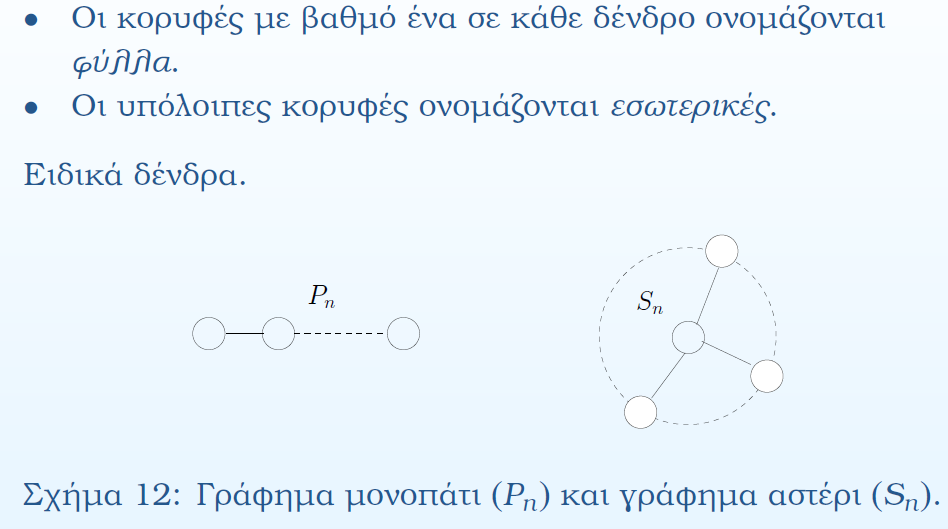 • Οι κορυφές με βαθμό ένα σε κάθε δένδρο ονομάζονται
φύλλα.
• Οι υπόλοιπες κορυφές ονομάζονται εσωτερικές.
Ειδικά δένδρα.
Pₙ
Sₙ
Σχήμα 12: Γράφημα μονοπάτι (Pₙ) και γράφημα αστέρι (Sₙ).